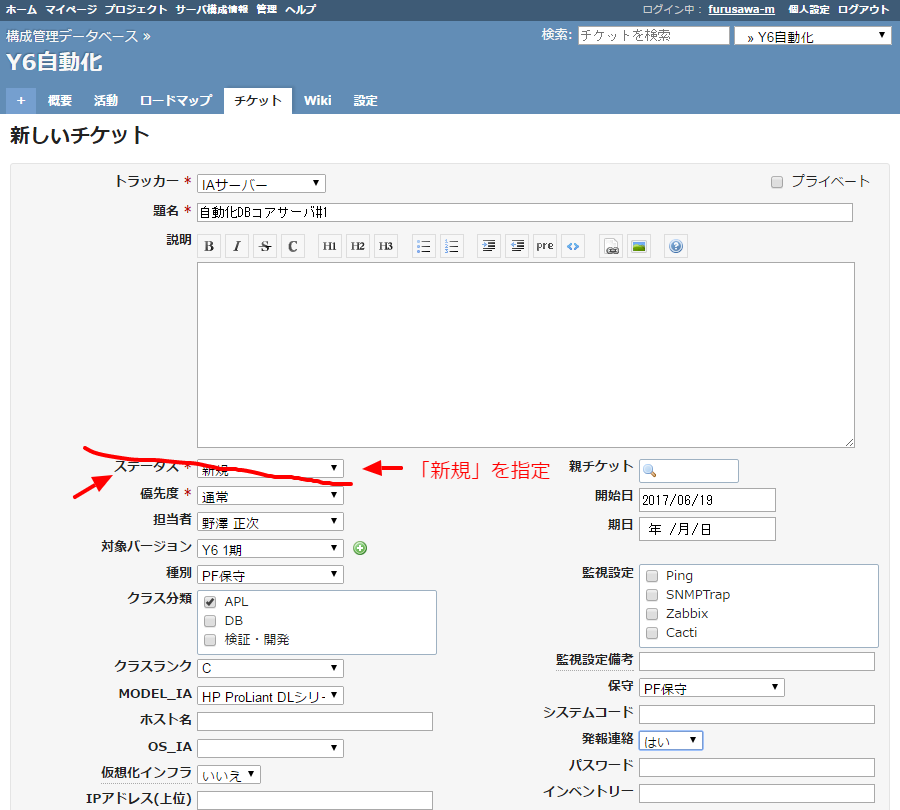 ホーム マイページ プロジェクト サーバ構成情報 管理 ヘルプ ログイン中 : furusawa-m 個人設定 ログアウト
構成管理データベース » 検索: チケットを検索 » Y6自動化
Y6自動化
+ 概要 活動 ロードマップ チケット Wiki 設定
新しいチケット
トラッカー * IAサーバー プライベート
題名 * 自動化DBコアサーバ#1
説明 B I S C H1 H2 H3 pre <> ?
ステータス * 新規 「新規」を指定 親チケット
優先度 * 通常 開始日 2017/06/19
担当者 野澤 正次 期日 年 /月/日
対象バージョン Y6 1期
種別 PF保守 監視設定 Ping
クラス分類 APL SNMPTrap
DB Zabbix
検証・開発 Cacti
クラスランク C 監視設定備考
MODEL_IA HP ProLiant DLシリー 保守 PF保守
ホスト名 システムコード
OS_IA 発報連絡 はい
仮想化インフラ いいえ パスワード
IPアドレス(上位) インベントリー